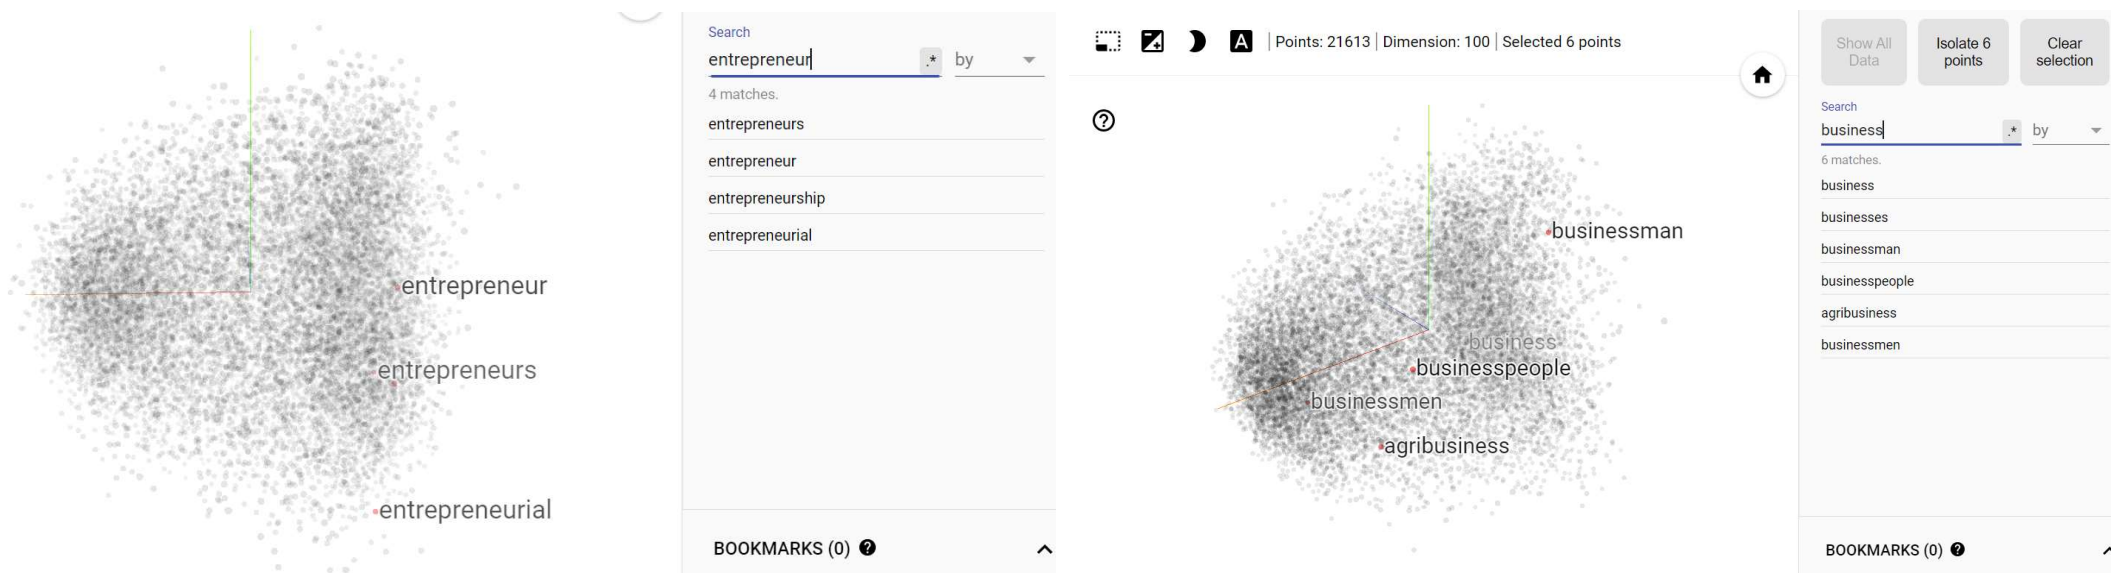 Search
entrepreneur .* by
4 matches.
entrepreneurs
entrepreneur
entrepreneurship
entrepreneurial
BOOKMARKS (0)
entrepreneur
entrepreneurs
entrepreneurial
A | Points: 21613 | Dimension: 100 | Selected 6 points
businessman
business
businesspeople
businessmen
agribusiness
Show All Data
Isolate 6 points
Clear selection
Search
business .* by
6 matches.
business
businesses
businessman
businesspeople
agribusiness
businessmen
BOOKMARKS (0)